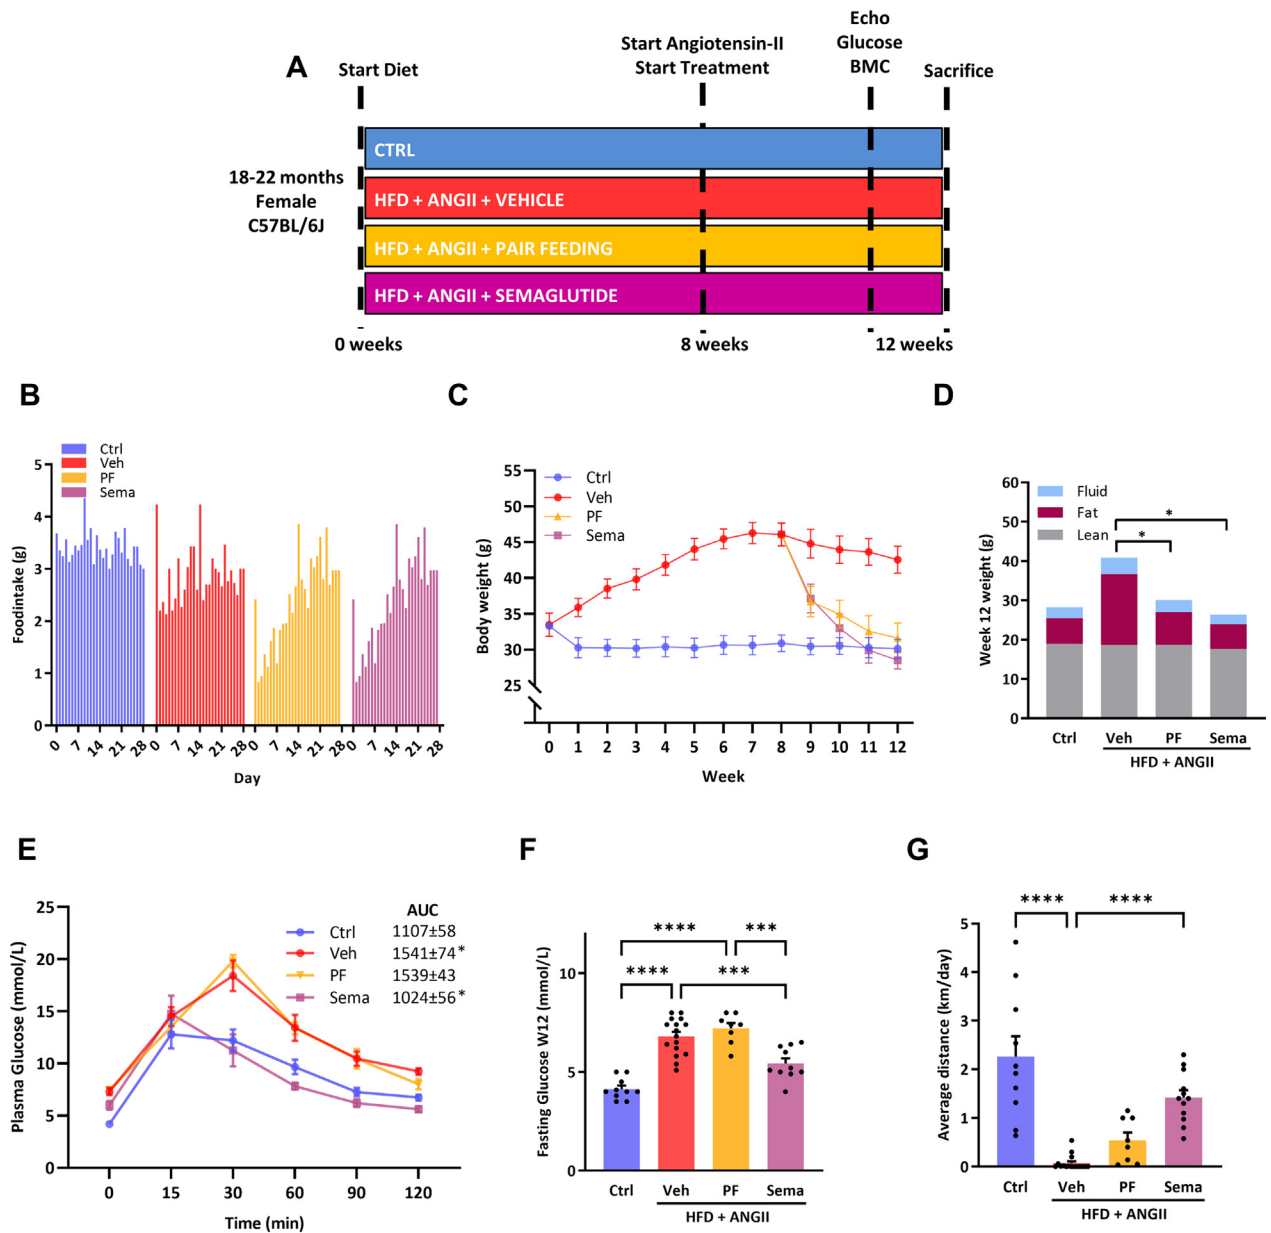 A
Start Diet
Start Angiotensin-II
Start Treatment
Echo
Glucose
BMC
Sacrifice
18-22 months
Female
C57BL/6J
CTRL
HFD + ANGII + VEHICLE
HFD + ANGII + PAIR FEEDING
HFD + ANGII + SEMAGLUTIDE
0 weeks
8 weeks
12 weeks
B
Ctrl
Veh
PF
Sema
Foodintake (g)
5
4
3
2
1
0
0 7 14 21 28 0 7 14 21 28 0 7 14 21 28 0 7 14 21 28
Day
C
Ctrl
Veh
PF
Sema
Body weight (g)
55
50
45
40
35
30
25
0 1 2 3 4 5 6 7 8 9 10 11 12
Week
D
Fluid
Fat
Lean
* 
*
Week 12 weight (g)
60
50
40
30
20
10
0
Ctrl Veh PF Sema
HFD + ANGII
E
AUC
Ctrl 1107±58
Veh 1541±74*
PF 1539±43
Sema 1024±56*
Plasma Glucose (mmol/L)
25
20
15
10
5
0
0 15 30 60 90 120
Time (min)
F
**** ***
**** ***
Fasting Glucose W12 (mmol/L)
10
5
0
Ctrl Veh PF Sema
HFD + ANGII
G
**** ****
Average distance (km/day)
5
4
3
2
1
0
Ctrl Veh PF Sema
HFD + ANGII